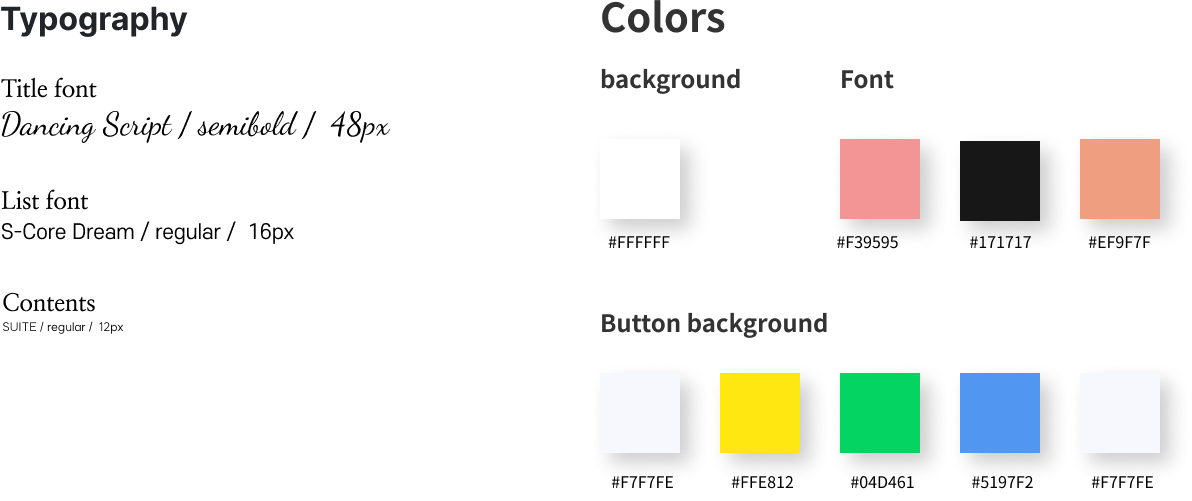 Typography
Title font
Dancing Script / semibold / 48px
List font
S-Core Dream / regular / 16px
Contents
SUITE / regular / 12px
Colors
background
Font
#FFFFFF
#F39595
#171717
#EF9F7F
Button background
#F7F7FE
#FFE812
#04D461
#5197F2
#F7F7FE